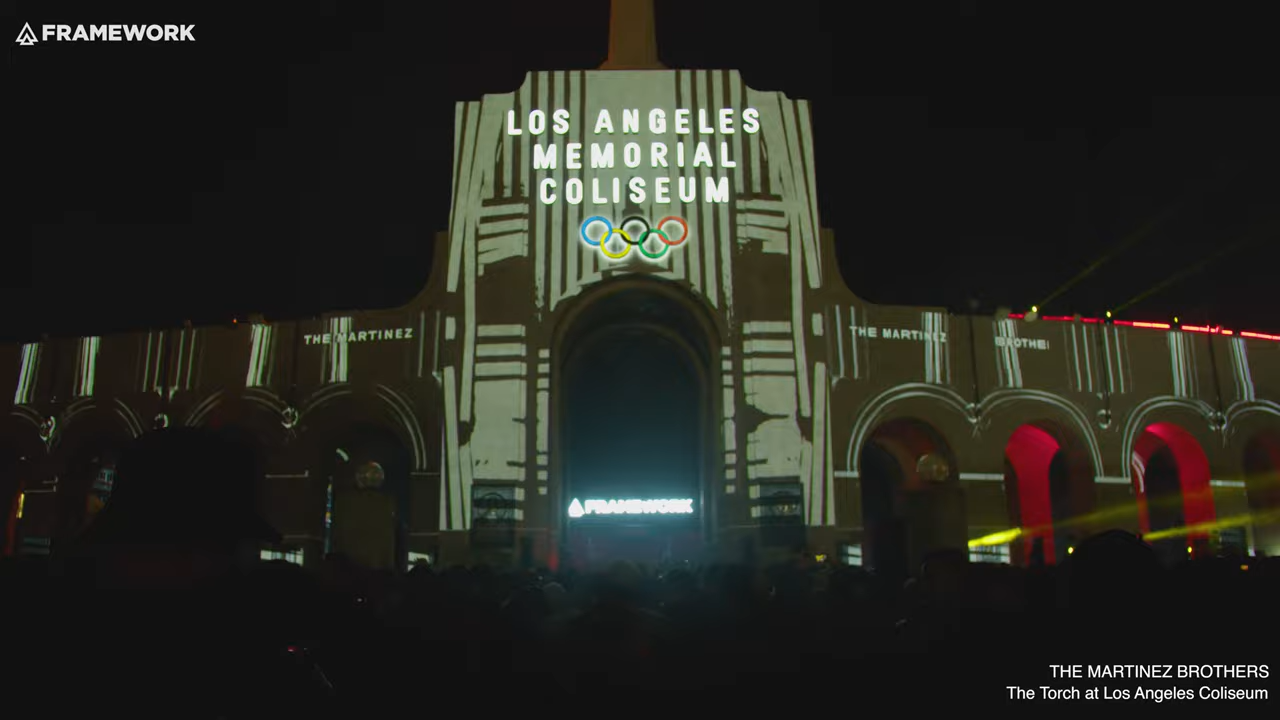 FRAMEWORK
LOS ANGELES
MEMORIAL
COLISEUM
THE MARTINEZ
THE MARTINEZ
BROTHE
FRAMEWORK
THE MARTINEZ BROTHERS
The Torch at Los Angeles Coliseum